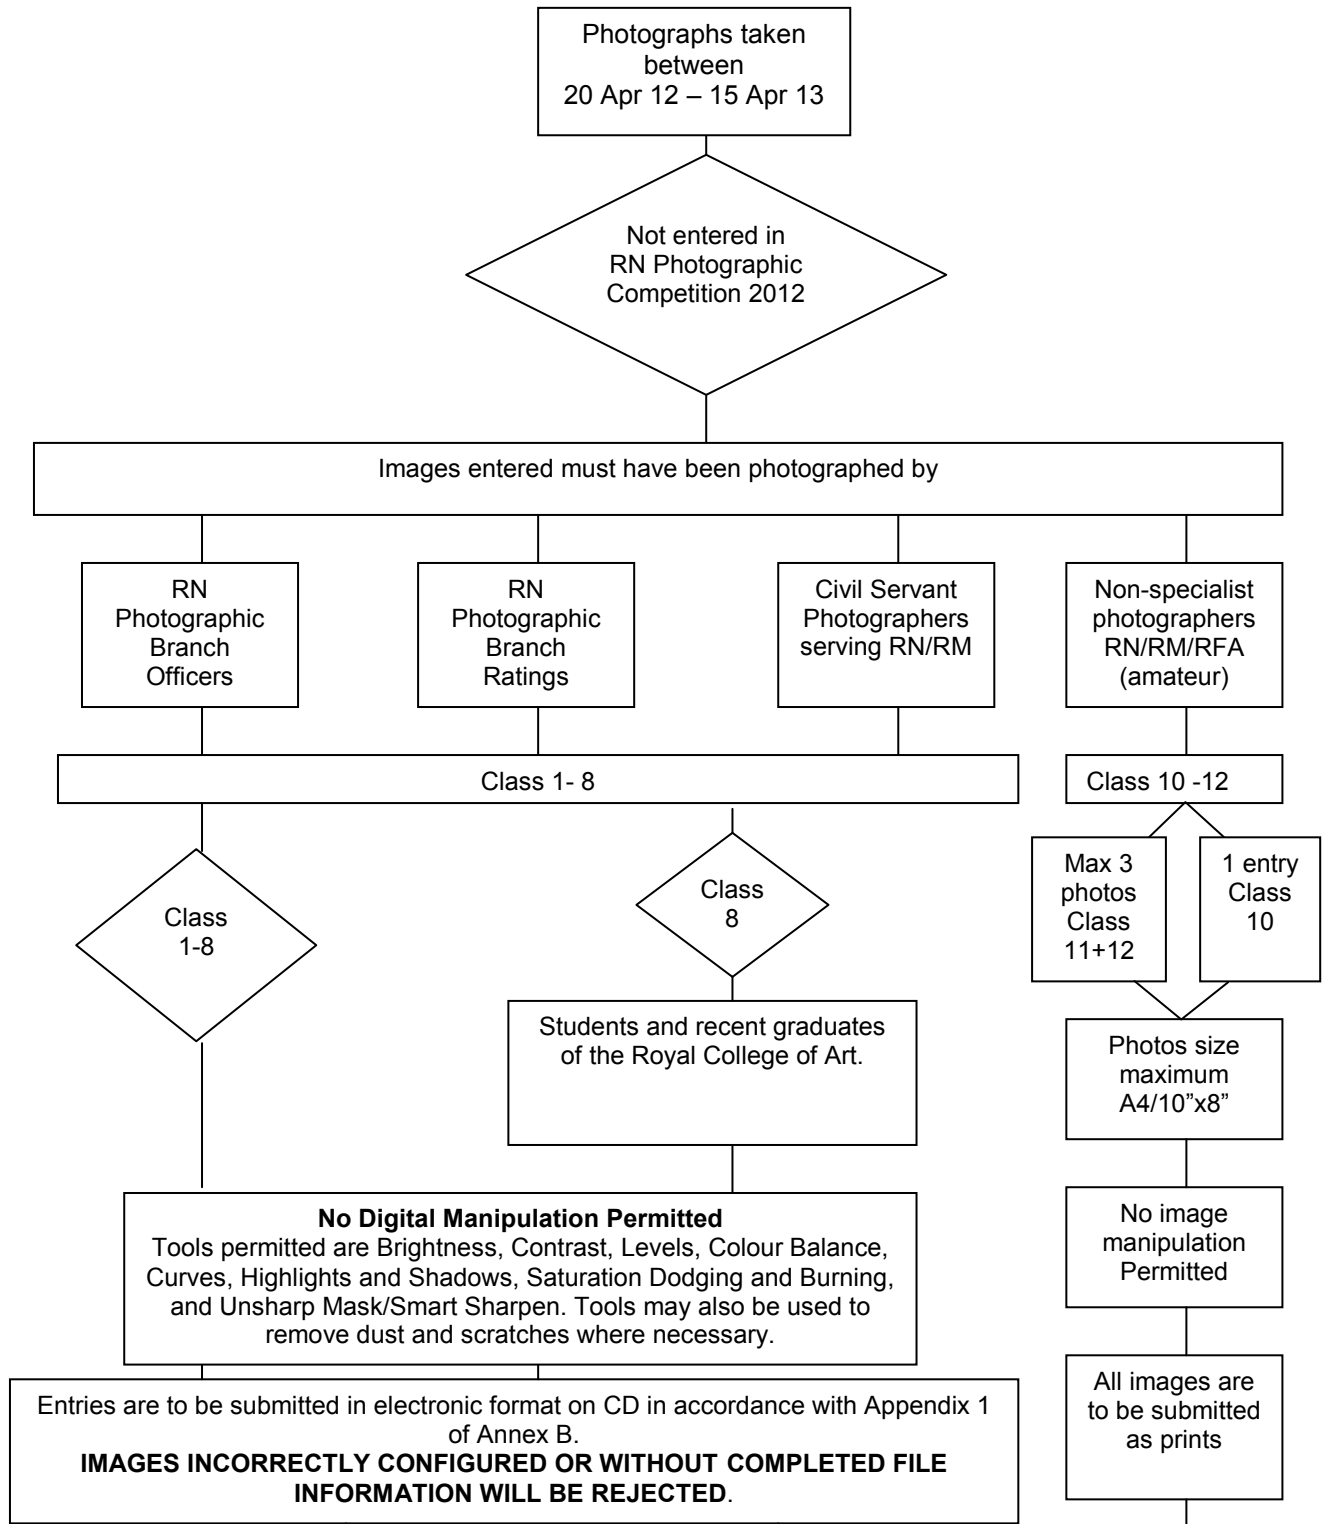 Photographs taken
between
20 Apr 12 – 15 Apr 13
Not entered in
RN Photographic
Competition 2012
Images entered must have been photographed by
RN
Photographic
Branch
Officers
RN
Photographic
Branch
Ratings
Civil Servant
Photographers
serving RN/RM
Non-specialist
photographers
RN/RM/RFA
(amateur)
Class 1- 8
Class 10 -12
Class
1-8
Class
8
Max 3
photos
Class
11+12
1 entry
Class
10
Students and recent graduates
of the Royal College of Art.
Photos size
maximum
A4/10”x8”
No Digital Manipulation Permitted
Tools permitted are Brightness, Contrast, Levels, Colour Balance,
Curves, Highlights and Shadows, Saturation Dodging and Burning,
and Unsharp Mask/Smart Sharpen. Tools may also be used to
remove dust and scratches where necessary.
No image
manipulation
Permitted
Entries are to be submitted in electronic format on CD in accordance with Appendix 1
of Annex B.
IMAGES INCORRECTLY CONFIGURED OR WITHOUT COMPLETED FILE
INFORMATION WILL BE REJECTED.
All images are
to be submitted
as prints